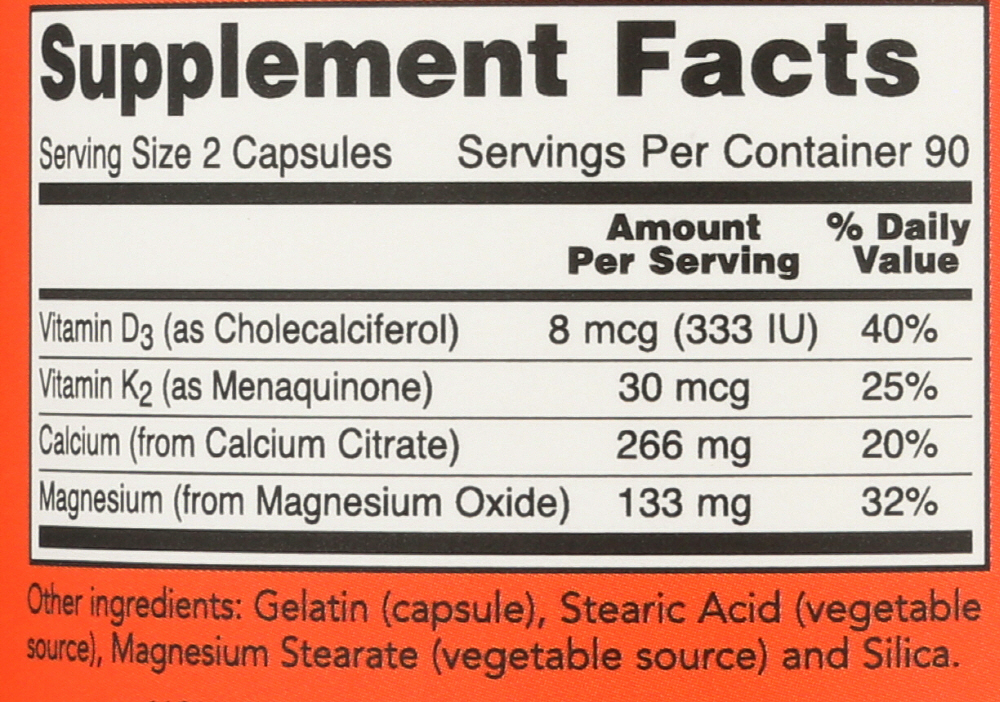 Supplement Facts
Serving Size 2 Capsules Servings Per Container 90
Amount Per Serving % Daily Value
Vitamin D3 (as Cholecalciferol) 8 mcg (333 IU) 40%
Vitamin K2 (as Menaquinone) 30 mcg 25%
Calcium (from Calcium Citrate) 266 mg 20%
Magnesium (from Magnesium Oxide) 133 mg 32%
Other ingredients: Gelatin (capsule), Stearic Acid (vegetable
source), Magnesium Stearate (vegetable source) and Silica.